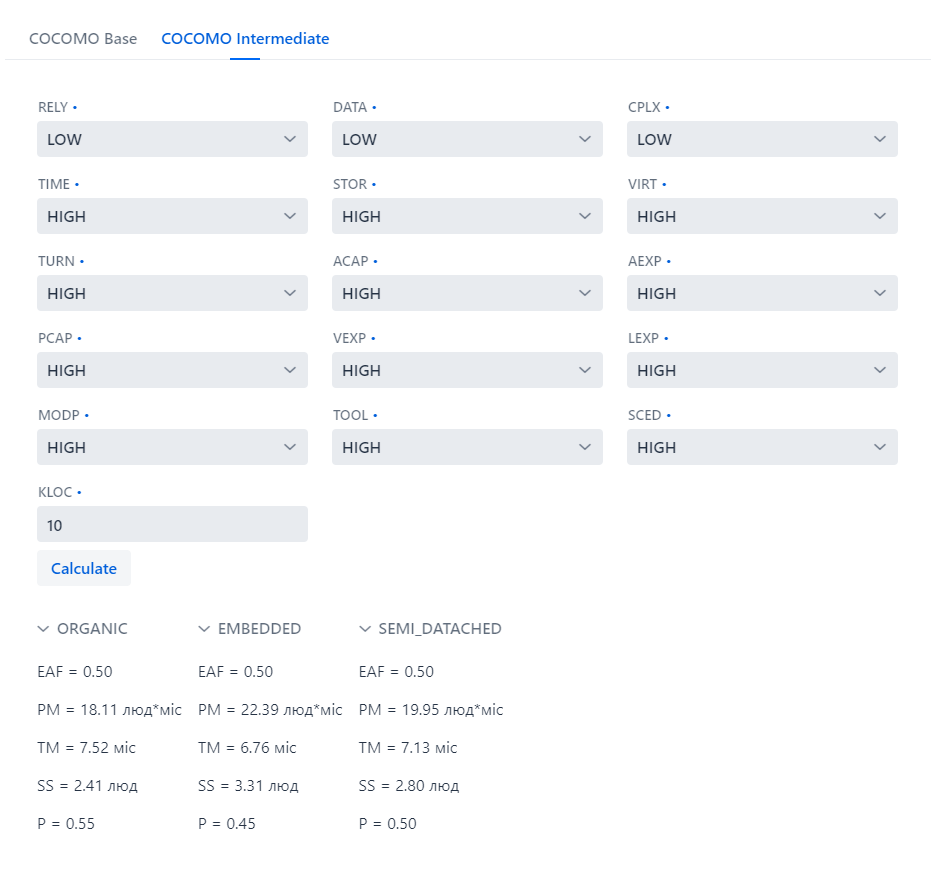 COCOMO Base COCOMO Intermediate
RELY • DATA • CPLX •
LOW LOW LOW
TIME • STOR • VIRT •
HIGH HIGH HIGH
TURN • ACAP • AEXP •
HIGH HIGH HIGH
PCAP • VEXP • LEXP •
HIGH HIGH HIGH
MODP • TOOL • SCED •
HIGH HIGH HIGH
KLOC •
10
Calculate
ORGANIC EMBEDDED SEMI_DATACHED
EAF = 0.50 EAF = 0.50 EAF = 0.50
PM = 18.11 люд*міс PM = 22.39 люд*міс PM = 19.95 люд*міс
TM = 7.52 міс TM = 6.76 міс TM = 7.13 міс
SS = 2.41 люд SS = 3.31 люд SS = 2.80 люд
P = 0.55 P = 0.45 P = 0.50